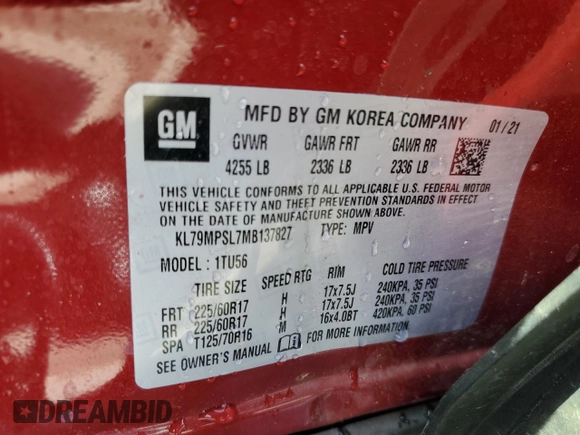 GM
MFD BY GM KOREA COMPANY 01/21
GVWR GAWR FRT GAWR RR
4255 LB 2336 LB 2336 LB
THIS VEHICLE CONFORMS TO ALL APPLICABLE U.S. FEDERAL MOTOR
VEHICLE SAFETY AND THEFT PREVENTION STANDARDS IN EFFECT
ON THE DATE OF MANUFACTURE SHOWN ABOVE.
KL79MPSL7MB137827 TYPE: MPV
MODEL: 1TU56
TIRE SIZE SPEED RTG RIM COLD TIRE PRESSURE
FRT 225/60R17 H 17x7.5J 240KPA, 35 PSI
RR 225/60R17 H 17x7.5J 240KPA, 35 PSI
SPA T125/70R16 M 16x4.0BT 420KPA, 60 PSI
SEE OWNER'S MANUAL FOR MORE INFORMATION.
DREAMBID